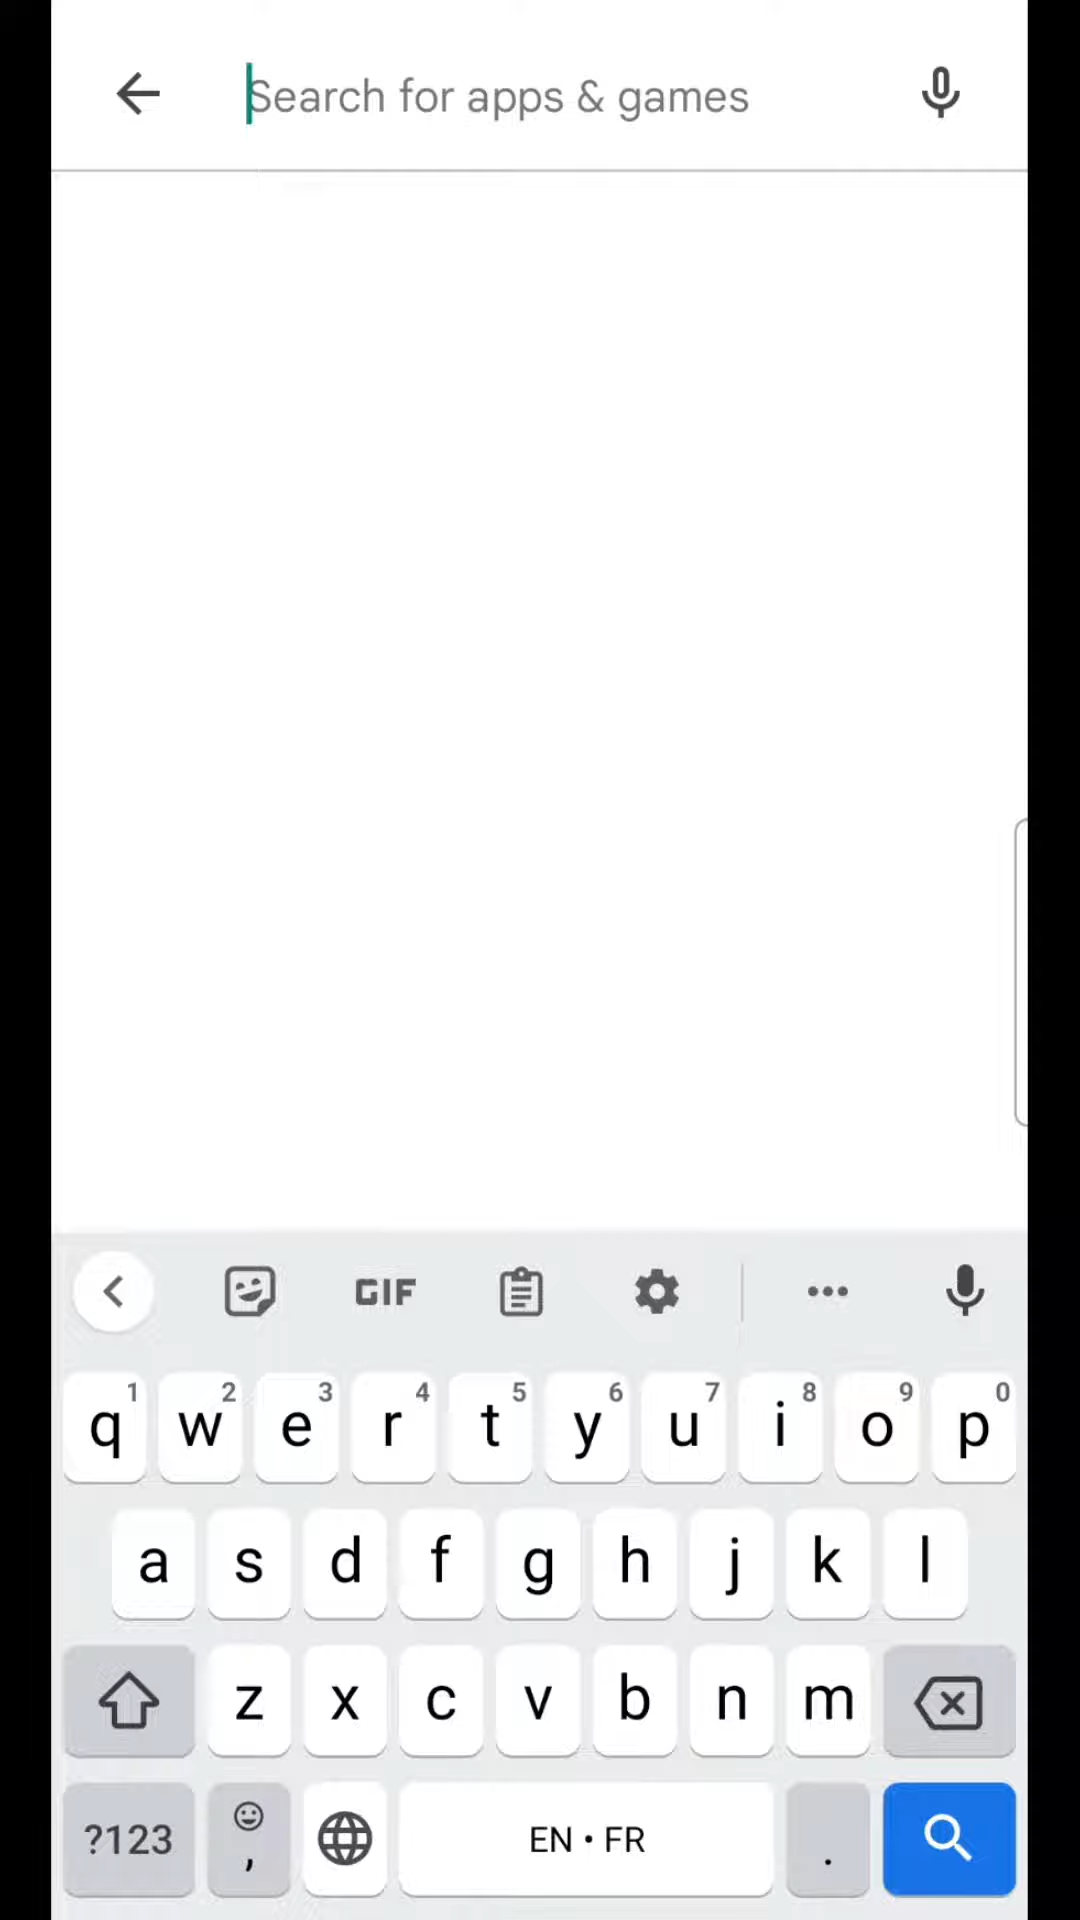 Search for apps & games
GIF
1 2 3 4 5 6 7 8 9 0
q w e r t y u i o p
a s d f g h j k l
z x c v b n m
?123 , EN • FR .